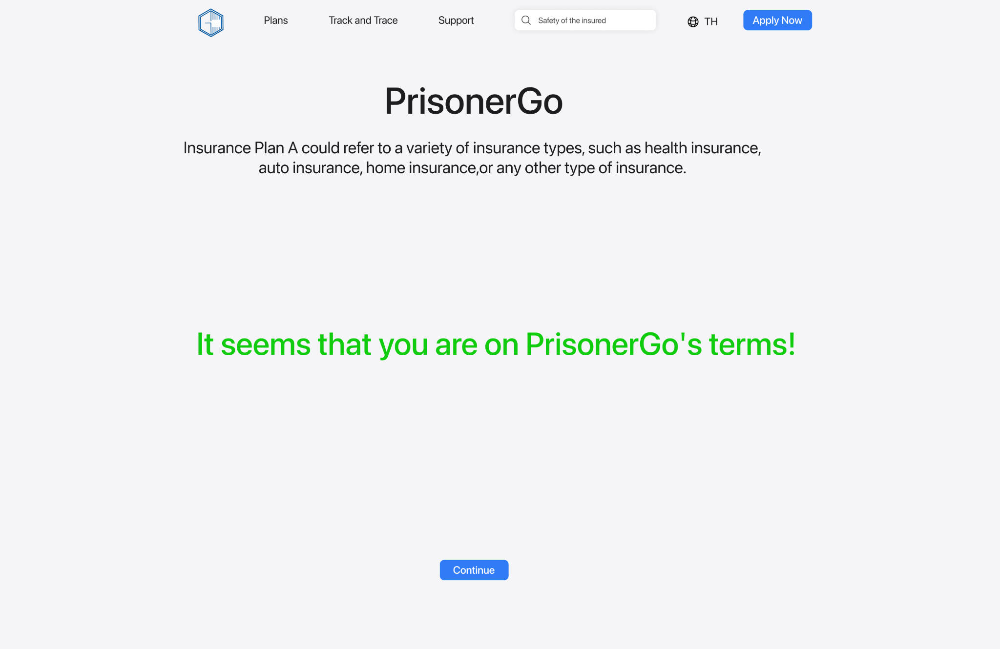 Plans
Track and Trace
Support
Safety of the insured
TH
Apply Now
PrisonerGo
Insurance Plan A could refer to a variety of insurance types, such as health insurance,
auto insurance, home insurance,or any other type of insurance.
It seems that you are on PrisonerGo's terms!
Continue